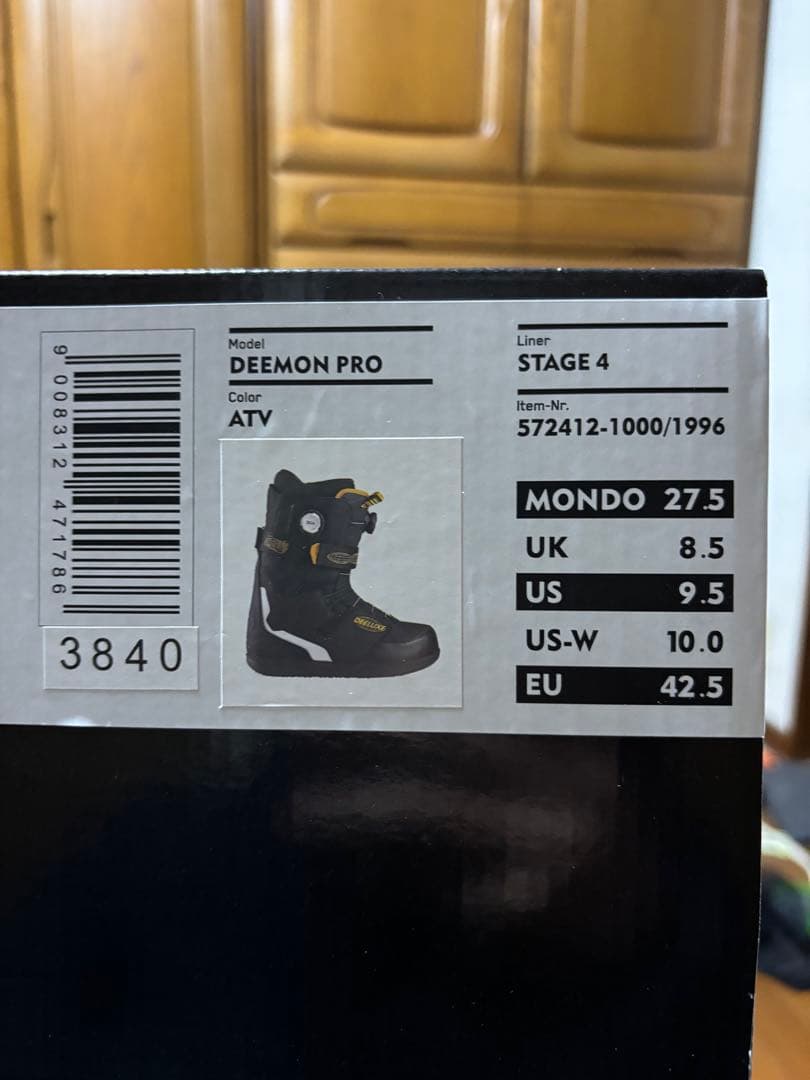 9 008312 471786
3840
Model
DEEMON PRO
Color
ATV
DEELUXE
Liner
STAGE 4
Item-Nr.
572412-1000/1996
MONDO 27.5
UK 8.5
US 9.5
US-W 10.0
EU 42.5